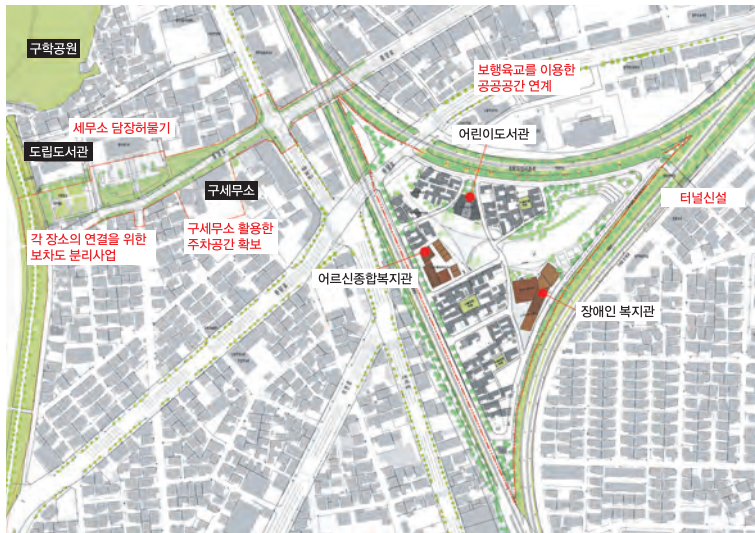 구학공원
보행육교를 이용한
공공공간 연계
세무소 담장허물기
어린이도서관
도립도서관
구세무소
터널신설
각 장소의 연결을 위한
보차도 분리사업
구세무소 활용한
주차공간 확보
어르신종합복지관
장애인 복지관